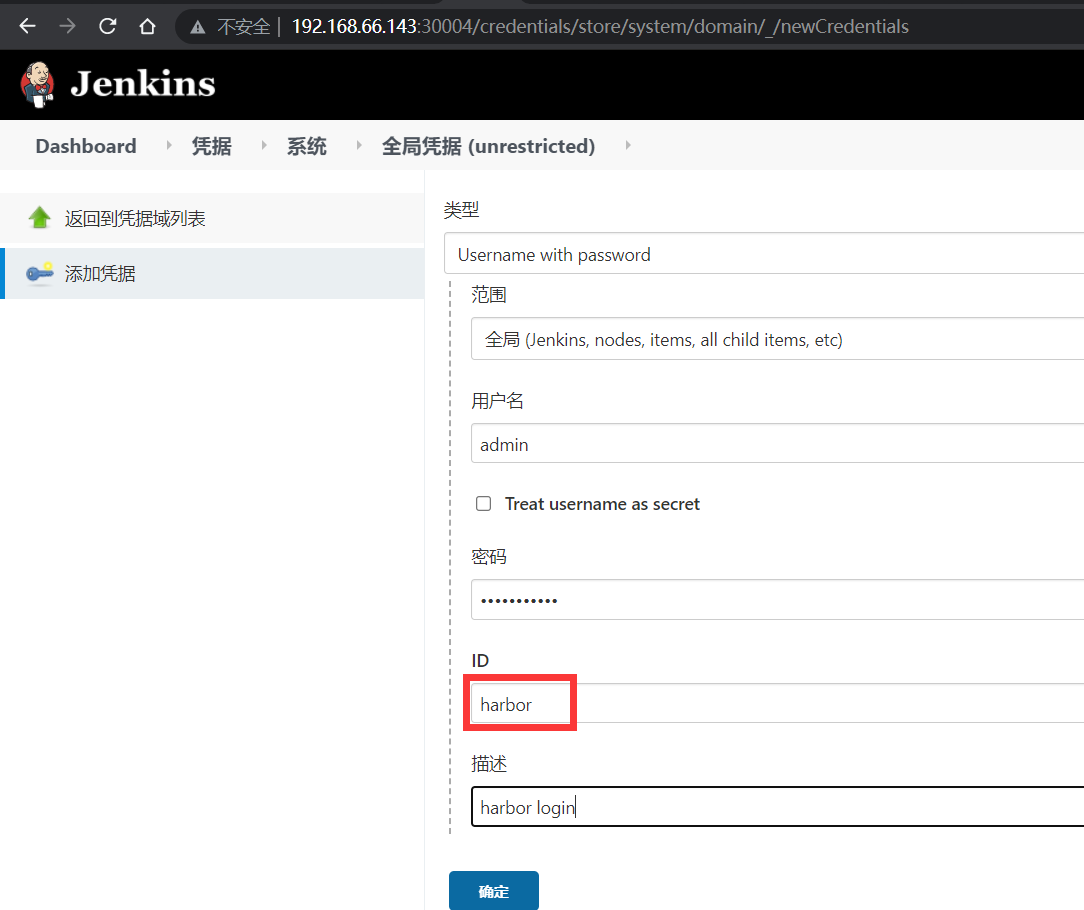 不安全 | 192.168.66.143:30004/credentials/store/system/domain/_/newCredentials
Jenkins
Dashboard 凭据 系统 全局凭据 (unrestricted)
返回到凭据域列表
添加凭据
类型
Username with password
范围
全局 (Jenkins, nodes, items, all child items, etc)
用户名
admin
Treat username as secret
密码
•••••••••••
ID
harbor
描述
harbor login
确定